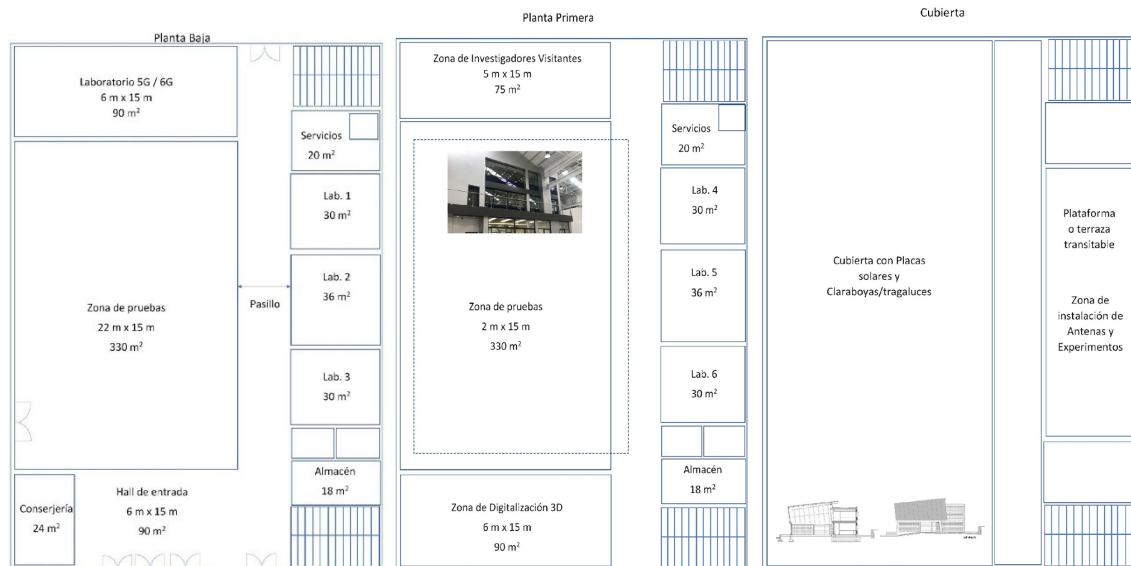 Planta Baja
Laboratorio 5G / 6G
6 m x 15 m
90 m²
Servicios
20 m²
Lab. 1
30 m²
Lab. 2
36 m²
Pasillo
Zona de pruebas
22 m x 15 m
330 m²
Lab. 3
30 m²
Almacén
18 m²
Conserjería
24 m²
Hall de entrada
6 m x 15 m
90 m²
Planta Primera
Zona de Investigadores Visitantes
5 m x 15 m
75 m²
Servicios
20 m²
Lab. 4
30 m²
Lab. 5
36 m²
Zona de pruebas
2 m x 15 m
330 m²
Lab. 6
30 m²
Almacén
18 m²
Zona de Digitalización 3D
6 m x 15 m
90 m²
Cubierta
Cubierta con Placas
solares y
Claraboyas/tragaluces
Plataforma
o terraza
transitable
Zona de
instalación de
Antenas y
Experimentos